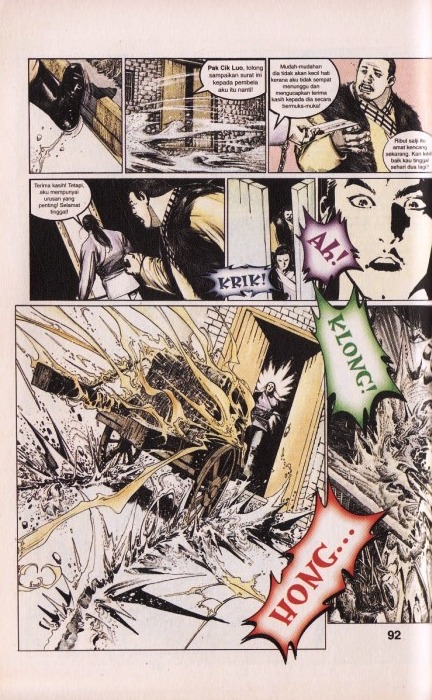 Pak Cik Luo, tolong
sampaikan surat ini
kepada pembela
aku itu nanti!
Mudah-mudahan
dia tidak akan kecil hati
kerana aku tidak sempat
menunggu dan
mengucapkan terima
kasih kepada dia secara
bermuka-muka!
Ribut salji itu
amat kencang
sekarang. Kan lebih
baik kau tinggal
sehari dua lagi?
Terima kasih! Tetapi,
aku mempunyai
urusan yang
penting! Selamat
tinggal!
KRIK!
Ah!
KLONG!
HONG...
92